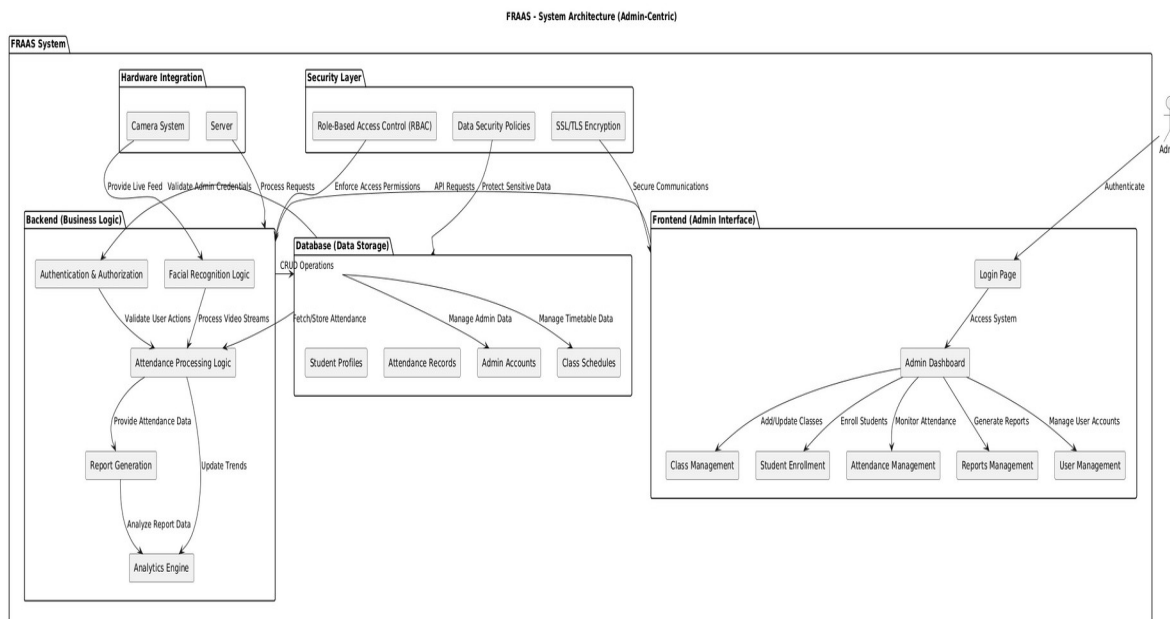 FRAAS - System Architecture (Admin-Centric)
FRAAS System
Hardware Integration
Security Layer
Camera System
Server
Role-Based Access Control (RBAC)
Data Security Policies
SSL/TLS Encryption
Provide Live Feed
Validate Admin Credentials
Process Requests
Enforce Access Permissions
API Requests
Protect Sensitive Data
Secure Communications
Authenticate
Backend (Business Logic)
Database (Data Storage)
Frontend (Admin Interface)
Authentication & Authorization
Facial Recognition Logic
CRUD Operations
Login Page
Validate User Actions
Process Video Streams
Fetch/Store Attendance
Manage Admin Data
Manage Timetable Data
Access System
Attendance Processing Logic
Student Profiles
Attendance Records
Admin Accounts
Class Schedules
Admin Dashboard
Provide Attendance Data
Add/Update Classes
Enroll Students
Monitor Attendance
Generate Reports
Manage User Accounts
Report Generation
Update Trends
Class Management
Student Enrollment
Attendance Management
Reports Management
User Management
Analyze Report Data
Analytics Engine